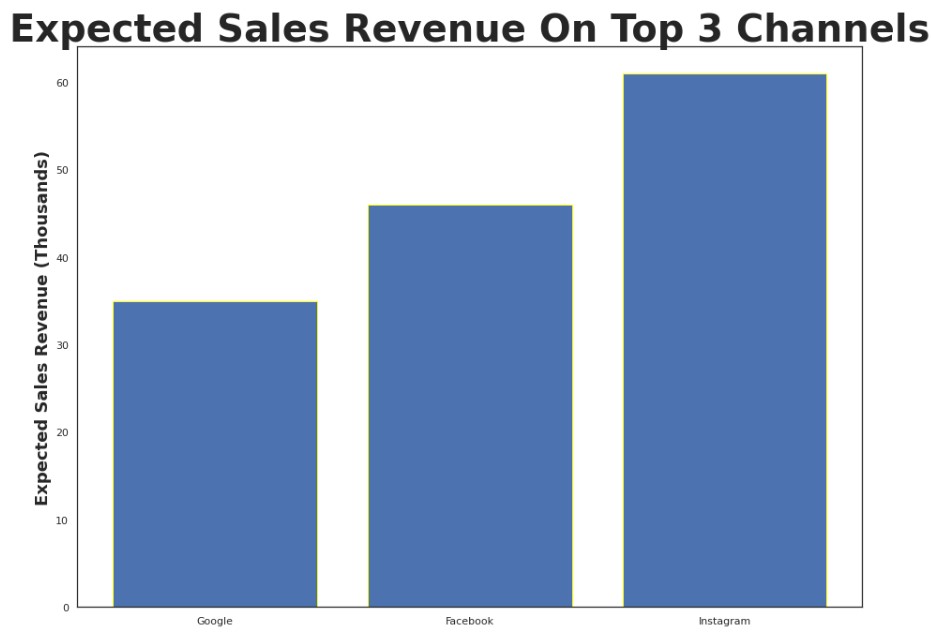 Expected Sales Revenue On Top 3 Channels
Expected Sales Revenue (Thousands)
60
50
40
30
20
10
0
Google
Facebook
Instagram